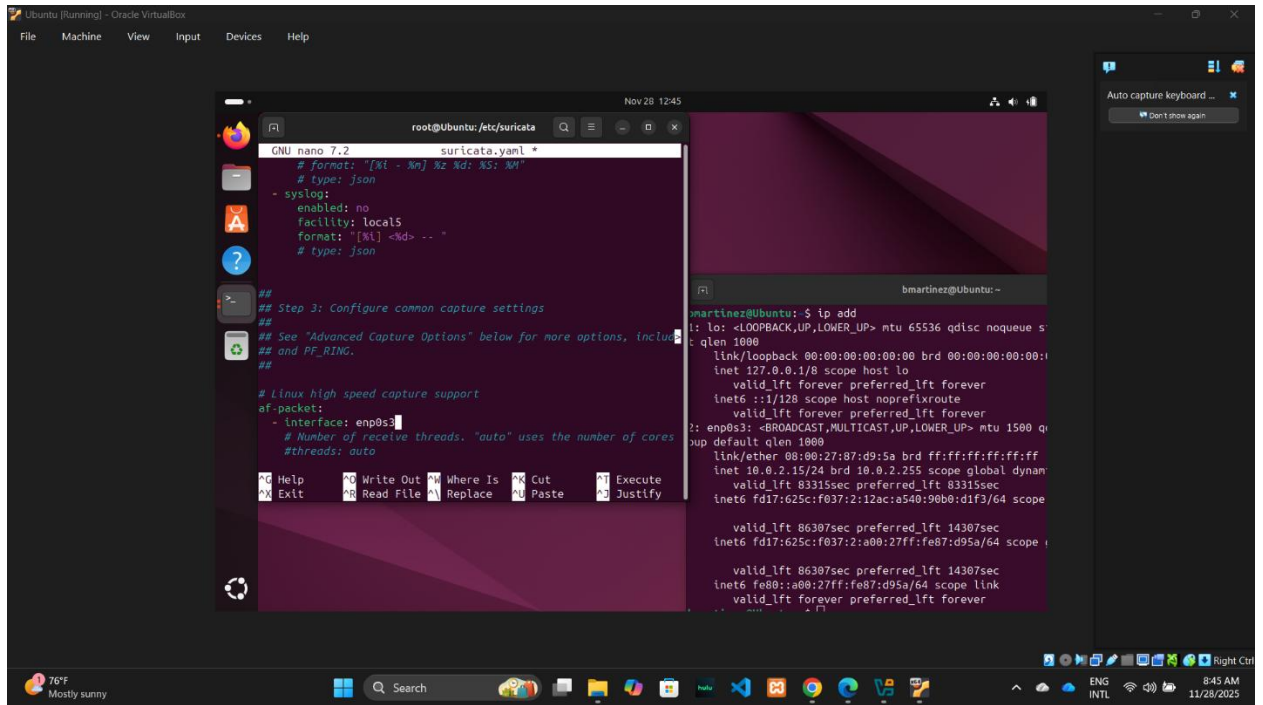 Ubuntu [Running] - Oracle VirtualBox
File Machine View Input Devices Help
Auto capture keyboard ...
Don't show again
Nov 28 12:45
root@Ubuntu: /etc/suricata
GNU nano 7.2 suricata.yaml *
# format: "[%i - %m] %z %d: %S: %M"
# type: json
- syslog:
enabled: no
facility: local5
format: "[%i] <%d> -- "
# type: json
##
## Step 3: Configure common capture settings
##
## See "Advanced Capture Options" below for more options, includ>
## and PF_RING.
##
# Linux high speed capture support
af-packet:
- interface: enp0s3
# Number of receive threads. "auto" uses the number of cores
#threads: auto
^G Help ^O Write Out ^W Where Is ^K Cut ^T Execute
^X Exit ^R Read File ^\ Replace ^U Paste ^J Justify
bmartinez@Ubuntu: ~
bmartinez@Ubuntu:~$ ip add
1: lo: <LOOPBACK,UP,LOWER_UP> mtu 65536 qdisc noqueue
t qlen 1000
link/loopback 00:00:00:00:00:00 brd 00:00:00:00:00:
inet 127.0.0.1/8 scope host lo
valid_lft forever preferred_lft forever
inet6 ::1/128 scope host noprefixroute
valid_lft forever preferred_lft forever
2: enp0s3: <BROADCAST,MULTICAST,UP,LOWER_UP> mtu 1500
oup default qlen 1000
link/ether 08:00:27:87:d9:5a brd ff:ff:ff:ff:ff:ff
inet 10.0.2.15/24 brd 10.0.2.255 scope global dynam
valid_lft 83315sec preferred_lft 83315sec
inet6 fd17:625c:f037:2:12ac:a540:90b0:d1f3/64 scope
valid_lft 86307sec preferred_lft 14307sec
inet6 fd17:625c:f037:2:a00:27ff:fe87:d95a/64 scope
valid_lft 86307sec preferred_lft 14307sec
inet6 fe80::a00:27ff:fe87:d95a/64 scope link
valid_lft forever preferred_lft forever
Right Ctrl
1
76°F
Mostly sunny
Search
hulu
ENG
INTL
8:45 AM
11/28/2025